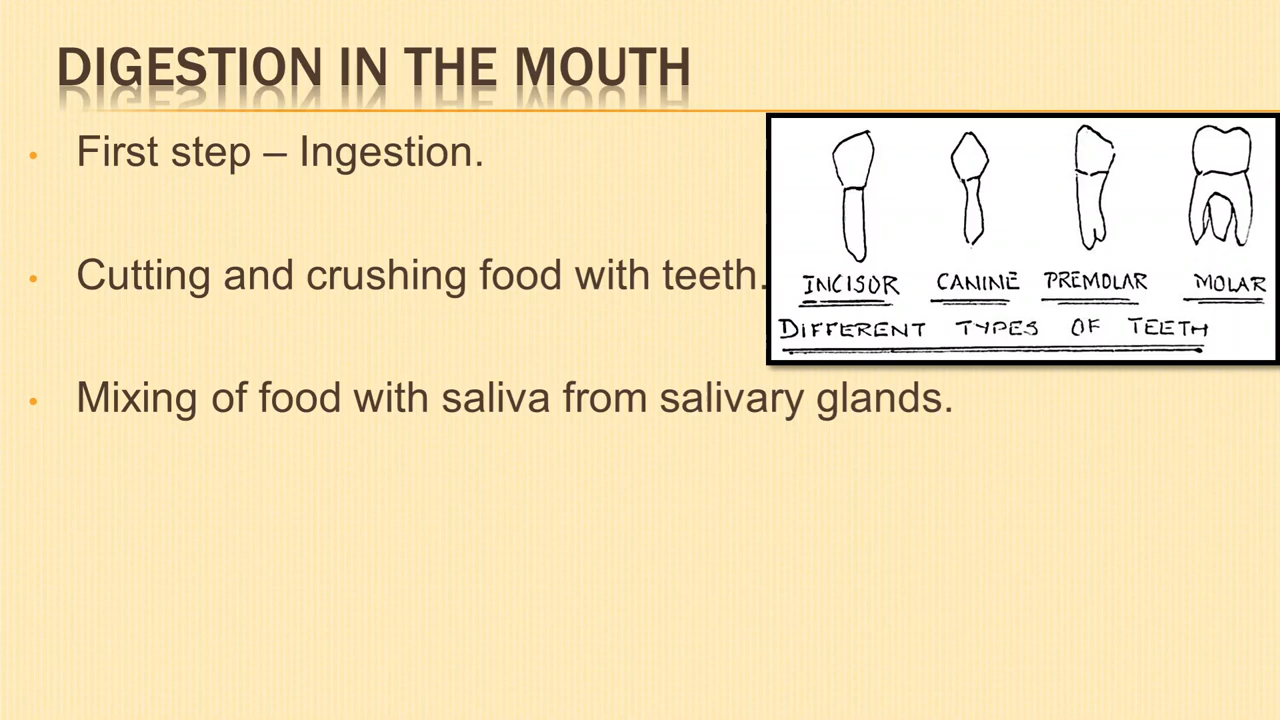 DIGESTION IN THE MOUTH
• First step – Ingestion.
• Cutting and crushing food with teeth.
• Mixing of food with saliva from salivary glands.
INCISOR CANINE PREMOLAR MOLAR
DIFFERENT TYPES OF TEETH